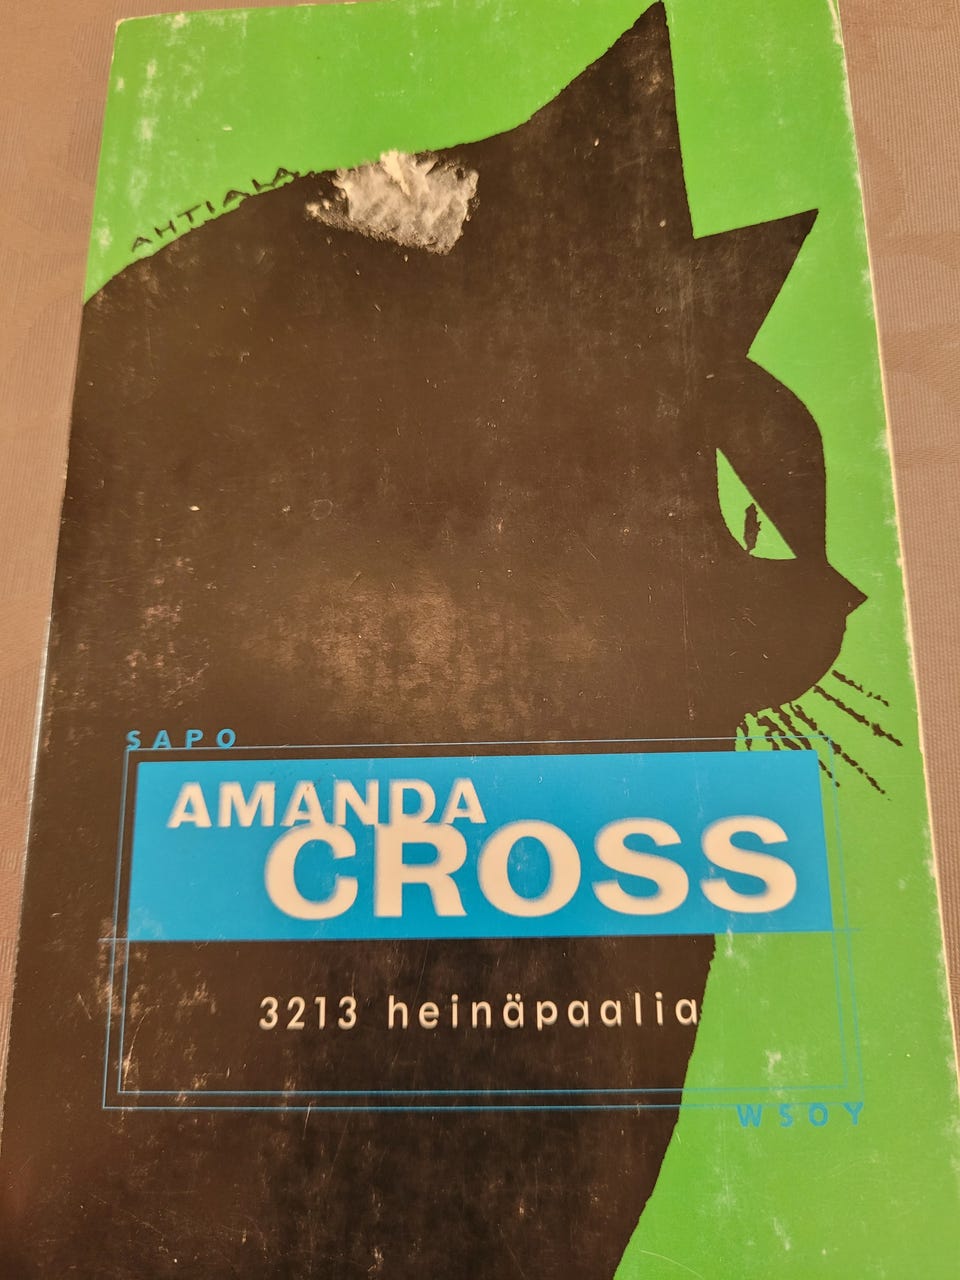 AHTIALA
SAPO
AMANDA
CROSS
3213 heinäpaalia
WSOY